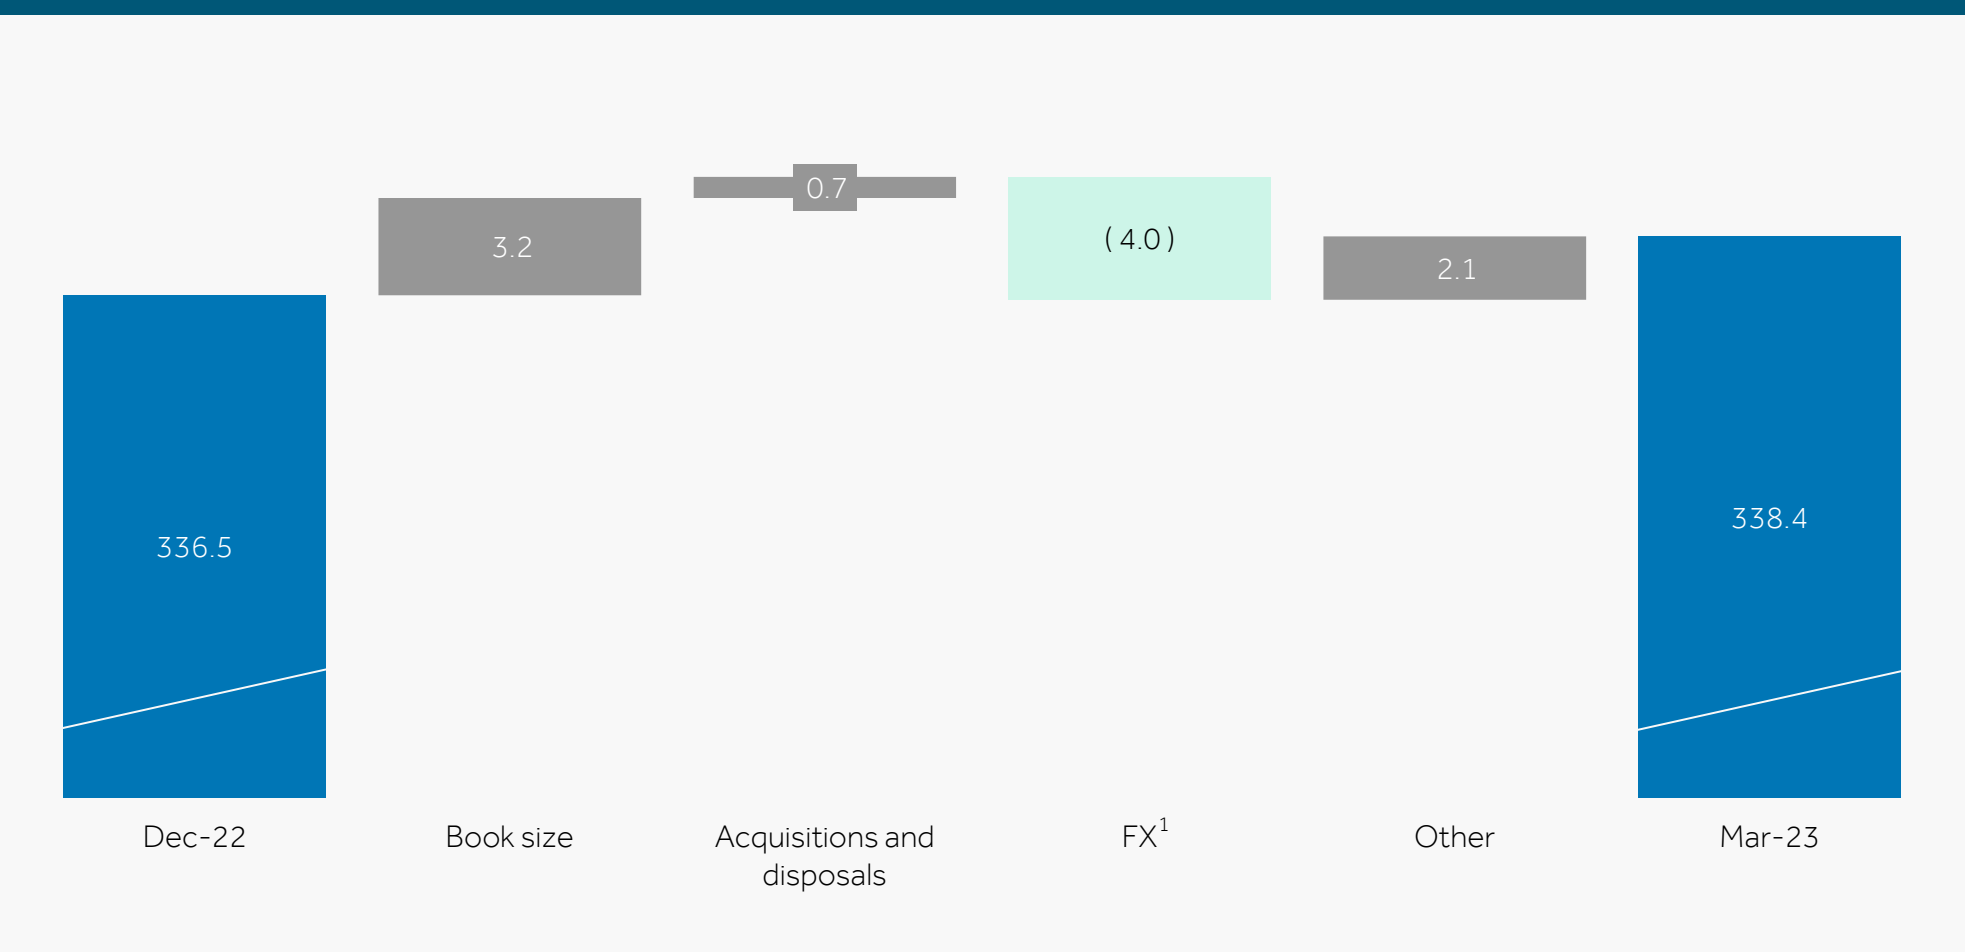 0.7
3.2
( 4.0 )
2.1
336.5
338.4
Dec-22
Book size
Acquisitions and
disposals
FX1
Other
Mar-23